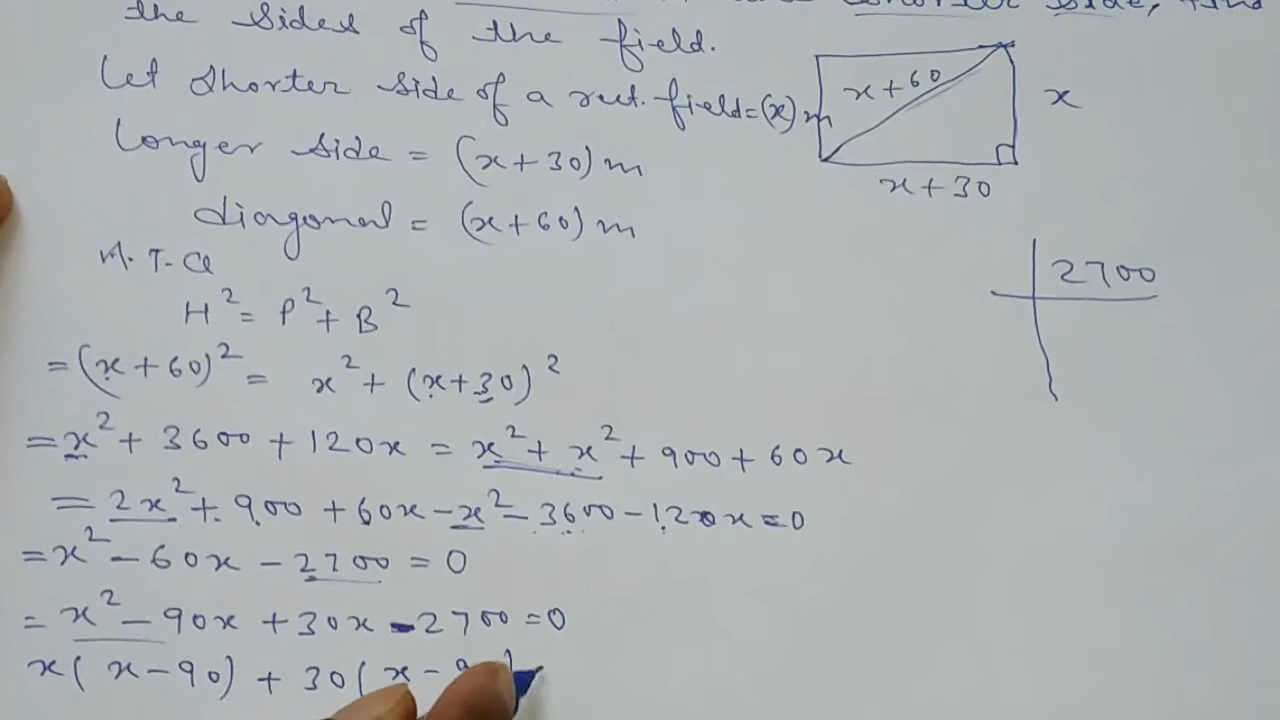 side,
the sides of the field.
Let shorter side of a rect. field=(x) m
longer side = (x+30) m
diagonal = (x+60) m
x+60
x
x+30
2700
H²= P²+ B²
=(x+60)² = x²+ (x+30)²
=x²+ 3600+120x = x²+ x²+ 900+60x
= 2x²+ 900 +60x-x²-3600-120x=0
=x²-60x-2700=0
= x²-90x+30x-2700=0
x( x-90) + 30( x-